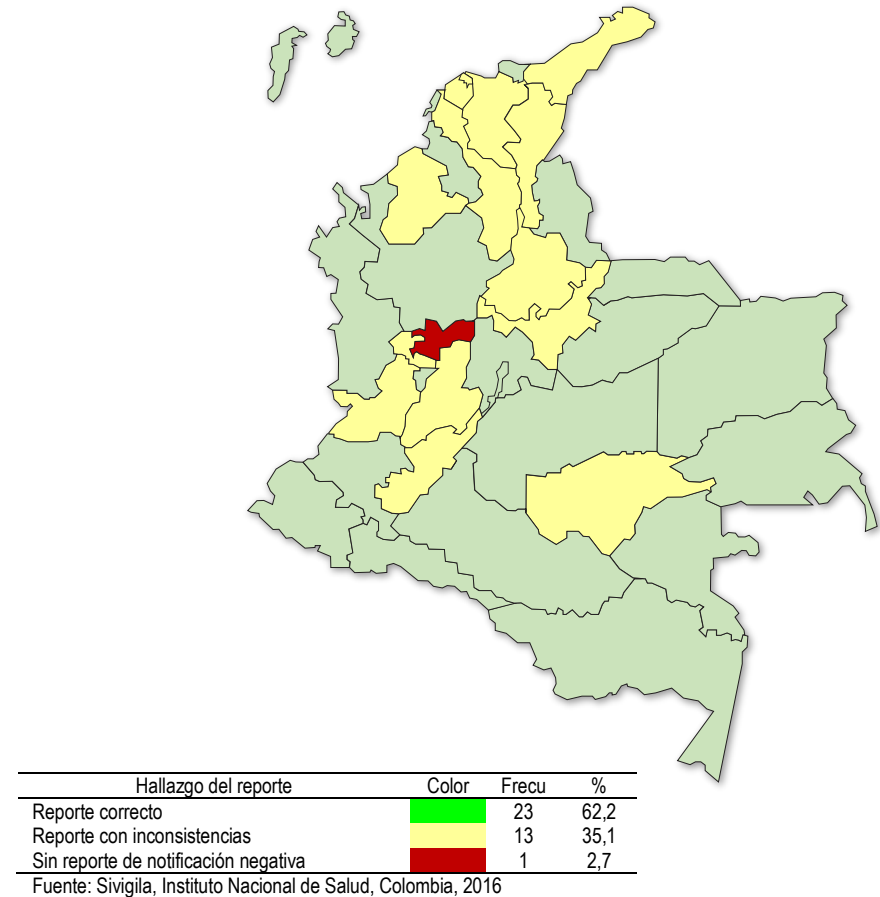 Hallazgo del reporte Color Frecu %
Reporte correcto 23 62,2
Reporte con inconsistencias 13 35,1
Sin reporte de notificación negativa 1 2,7
Fuente: Sivigila, Instituto Nacional de Salud, Colombia, 2016